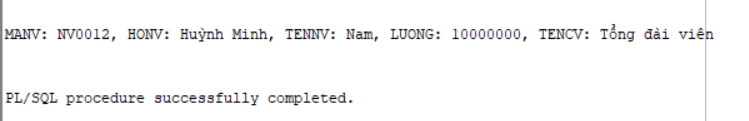 MANV: NV0012, HONV: Huỳnh Minh, TENNV: Nam, LUONG: 10000000, TENCV: Tổng đài viên
PL/SQL procedure successfully completed.